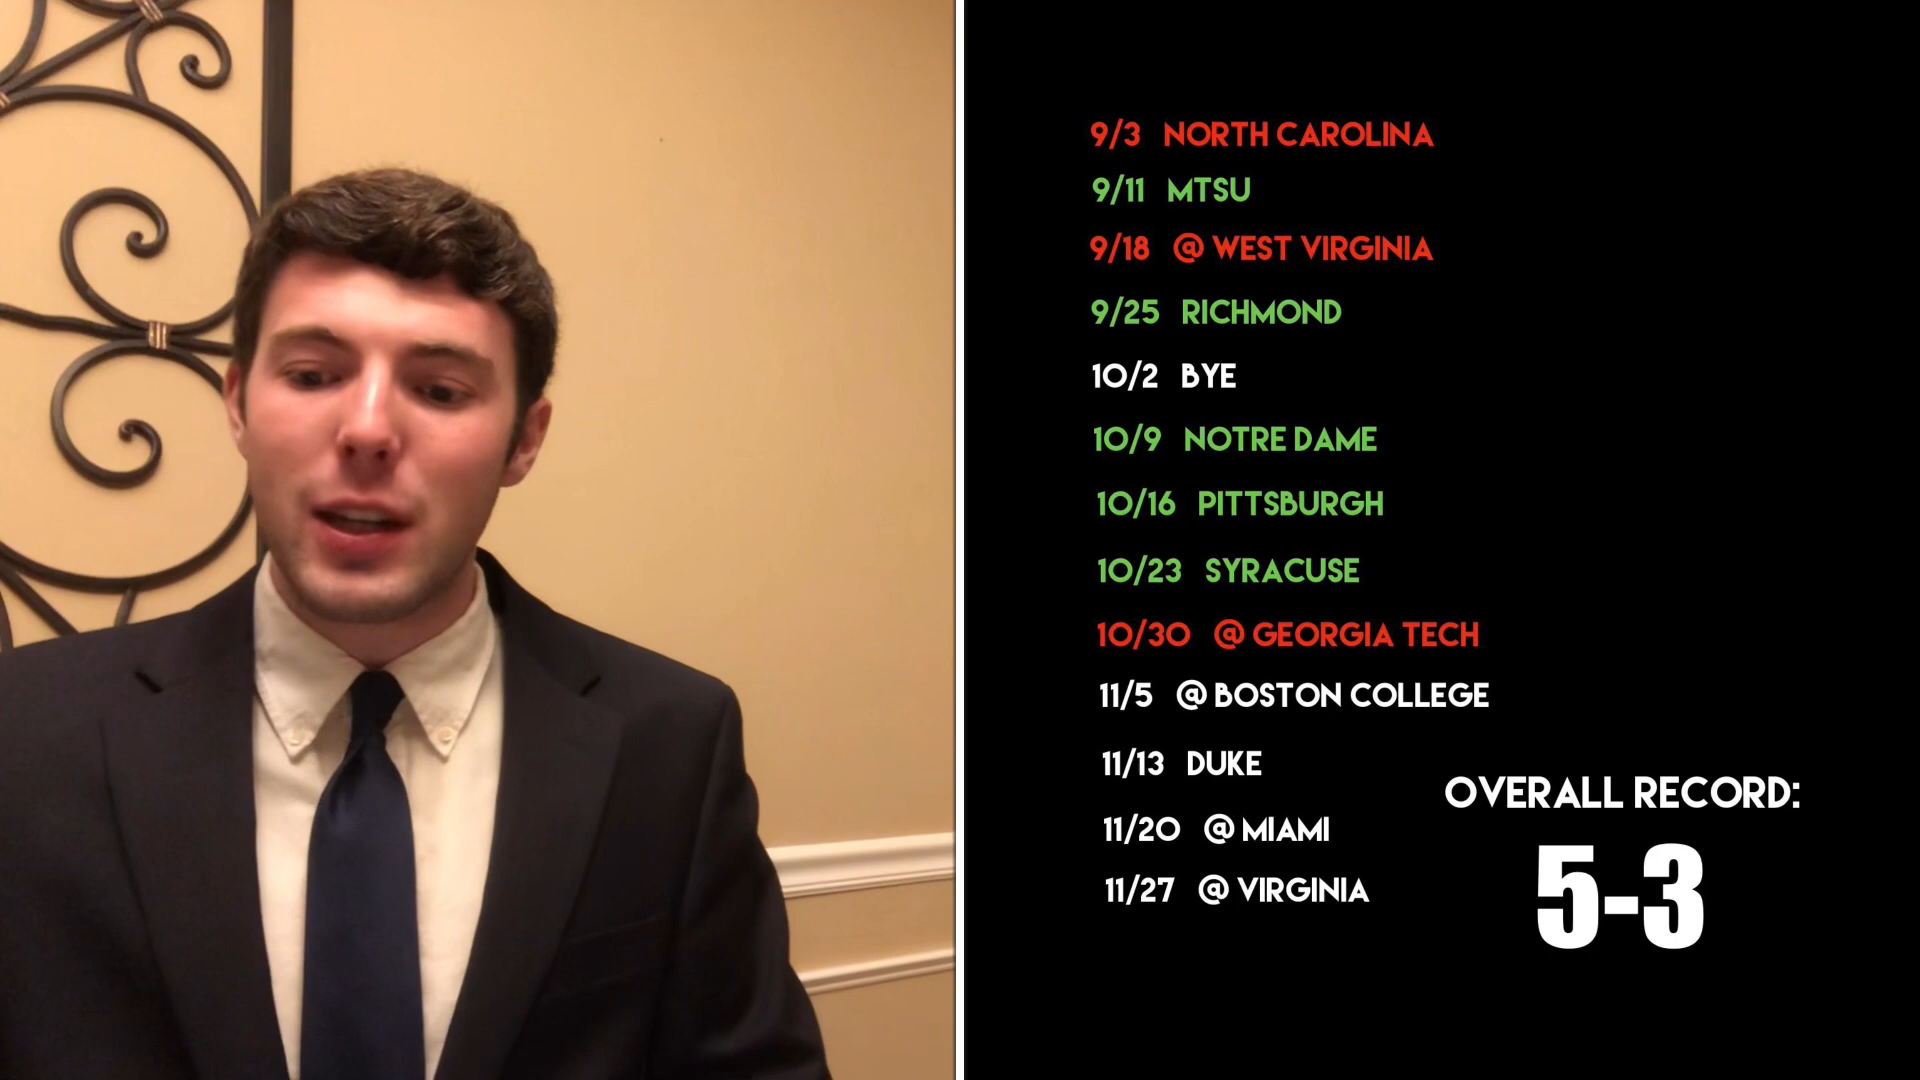 9/3 NORTH CAROLINA
9/11 MTSU
9/18 @ WEST VIRGINIA
9/25 RICHMOND
10/2 BYE
10/9 NOTRE DAME
10/16 PITTSBURGH
10/23 SYRACUSE
10/30 @ GEORGIA TECH
11/5 @ BOSTON COLLEGE
11/13 DUKE
11/20 @ MIAMI
11/27 @ VIRGINIA
OVERALL RECORD:
5-3